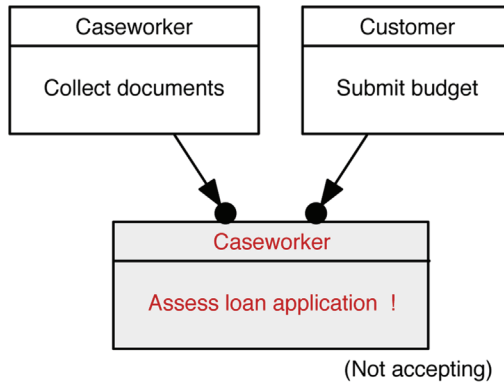 Caseworker
Collect documents
Customer
Submit budget
Caseworker
Assess loan application !
(Not accepting)